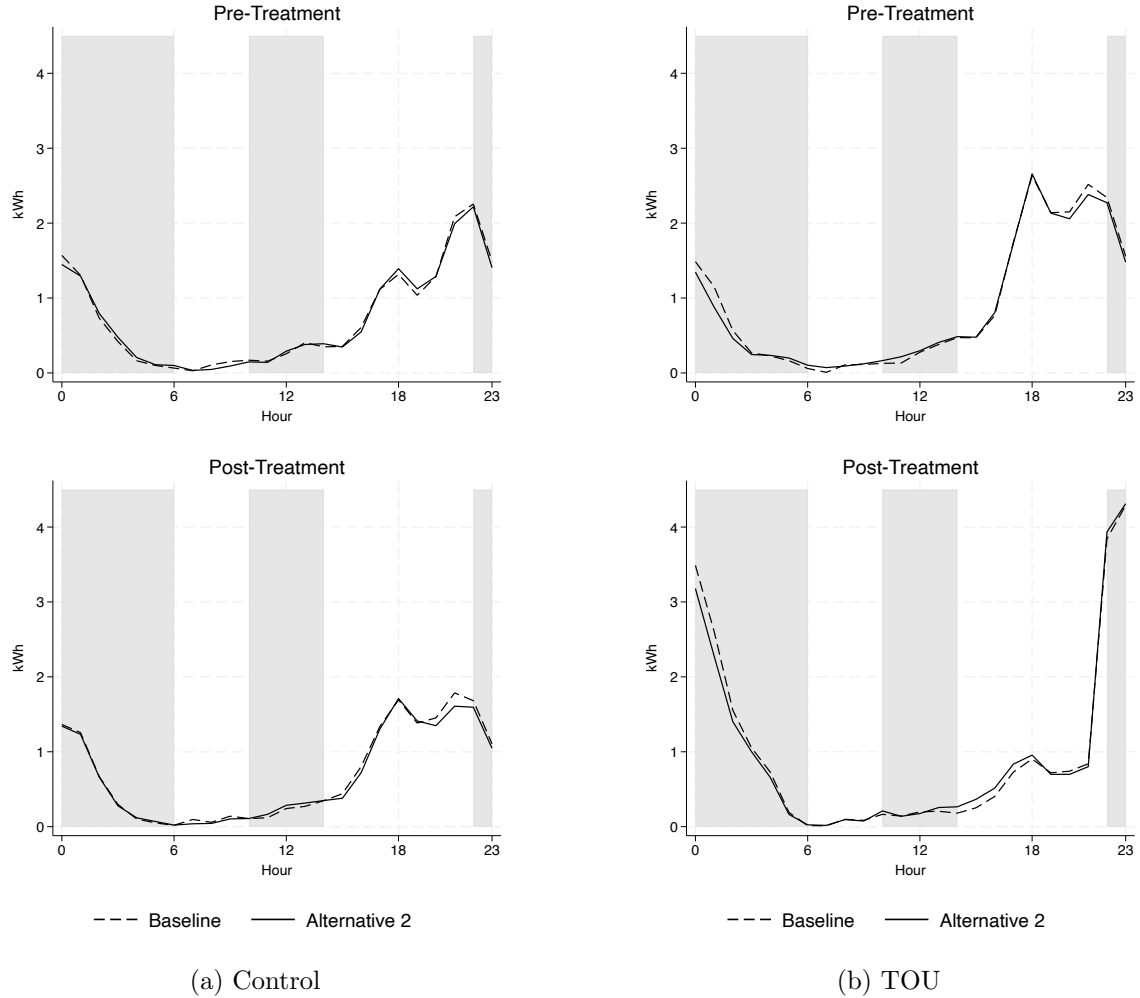 Pre-Treatment
4
3
2
1
0
kWh
0 6 12 18 23
Hour
Pre-Treatment
4
3
2
1
0
kWh
0 6 12 18 23
Hour
Post-Treatment
4
3
2
1
0
kWh
0 6 12 18 23
Hour
Post-Treatment
4
3
2
1
0
kWh
0 6 12 18 23
Hour
Baseline Alternative 2
Baseline Alternative 2
(a) Control
(b) TOU